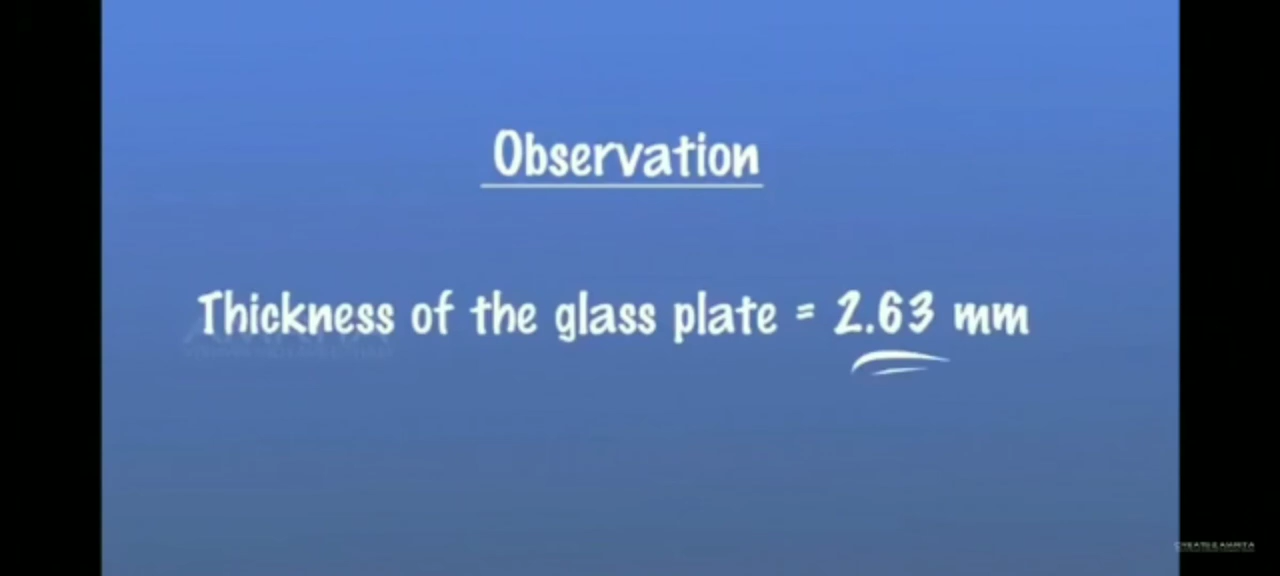 Observation
Thickness of the glass plate = 2.63 mm